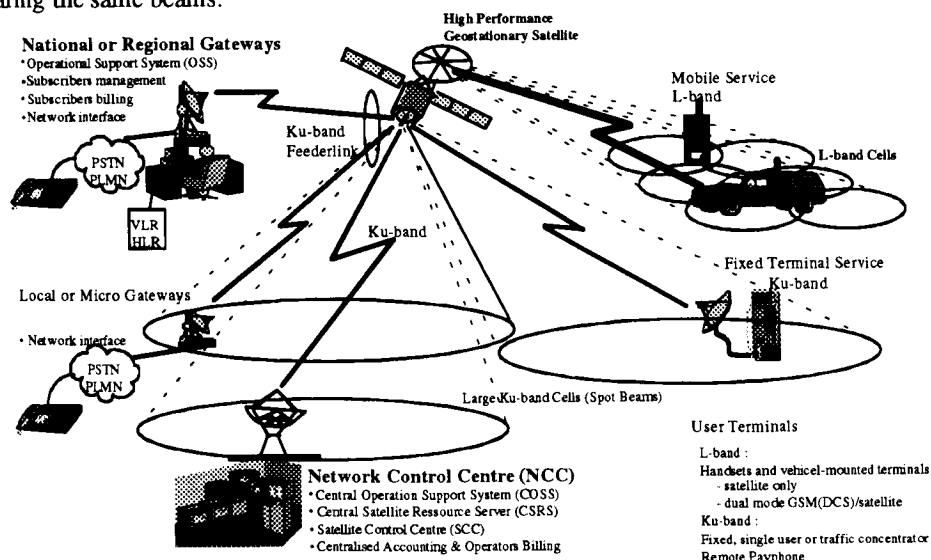 aring the same beams.
High Performance
Geostationary Satellite
National or Regional Gateways
• Operational Support System (OSS)
• Subscribers management
• Subscribers billing
• Network interface
Mobile Service
L-band
Ku-band
Feederlink
L-band Cells
PSTN
PLMN
VLR
HLR
Ku-band
Fixed Terminal Service
Ku-band
Local or Micro Gateways
• Network interface
PSTN
PLMN
Large Ku-band Cells (Spot Beams)
Network Control Centre (NCC)
• Central Operation Support System (COSS)
• Central Satellite Ressource Server (CSRS)
• Satellite Control Centre (SCC)
• Centralised Accounting & Operators Billing
User Terminals
L-band :
Handsets and vehicel-mounted terminals
- satellite only
- dual mode GSM(DCS)/satellite
Ku-band :
Fixed, single user or traffic concentrator
Remote Payphone